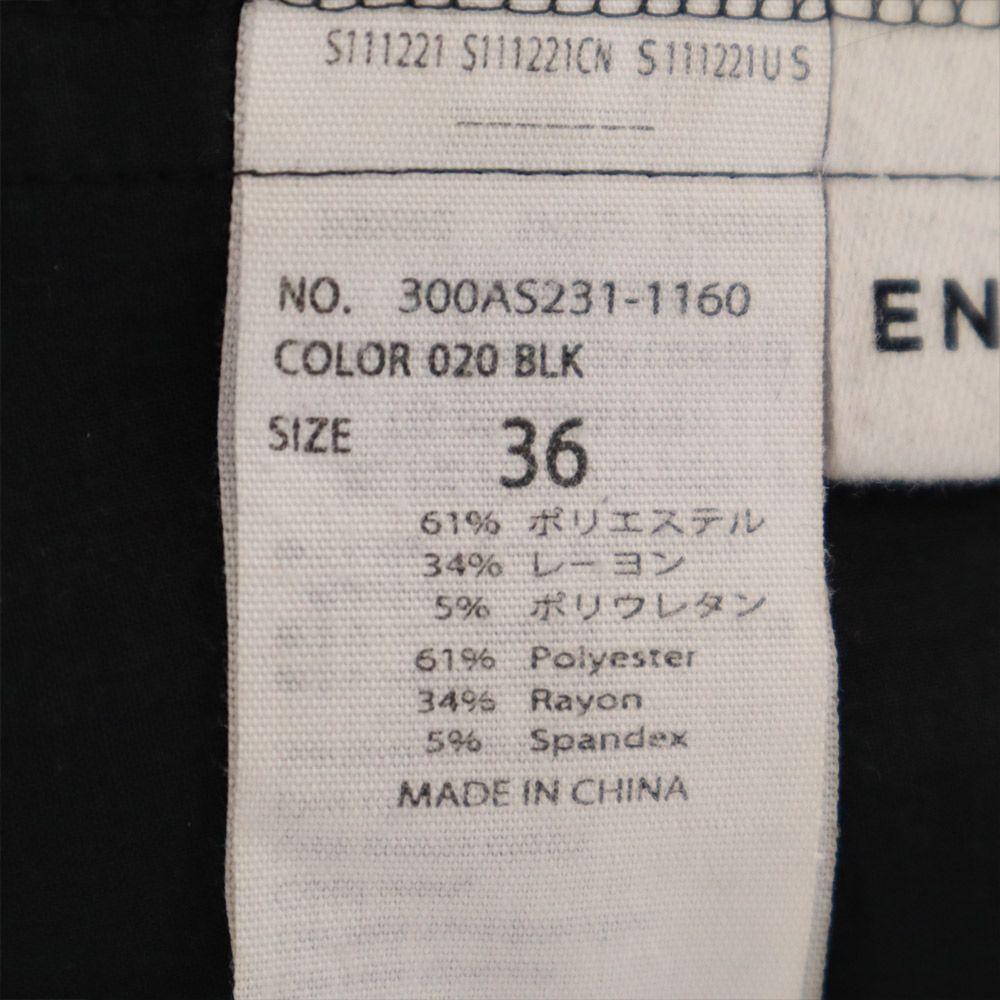 S111221 S111221CN S111221US
NO. 300AS231-1160
COLOR 020 BLK
SIZE 36
61% ポリエステル
34% レーヨン
5% ポリウレタン
61% Polyester
34% Rayon
5% Spandex
MADE IN CHINA
EN